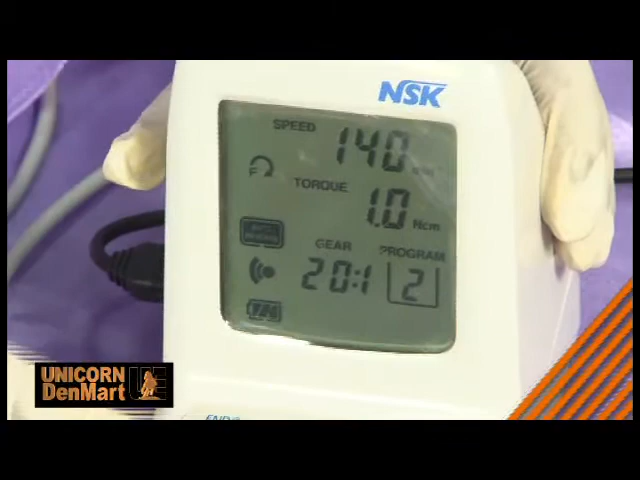 NSK
SPEED
140
F
TORQUE
1.0 Ncm
GEAR
PROGRAM
20:1
2
UNICORN
DenMart